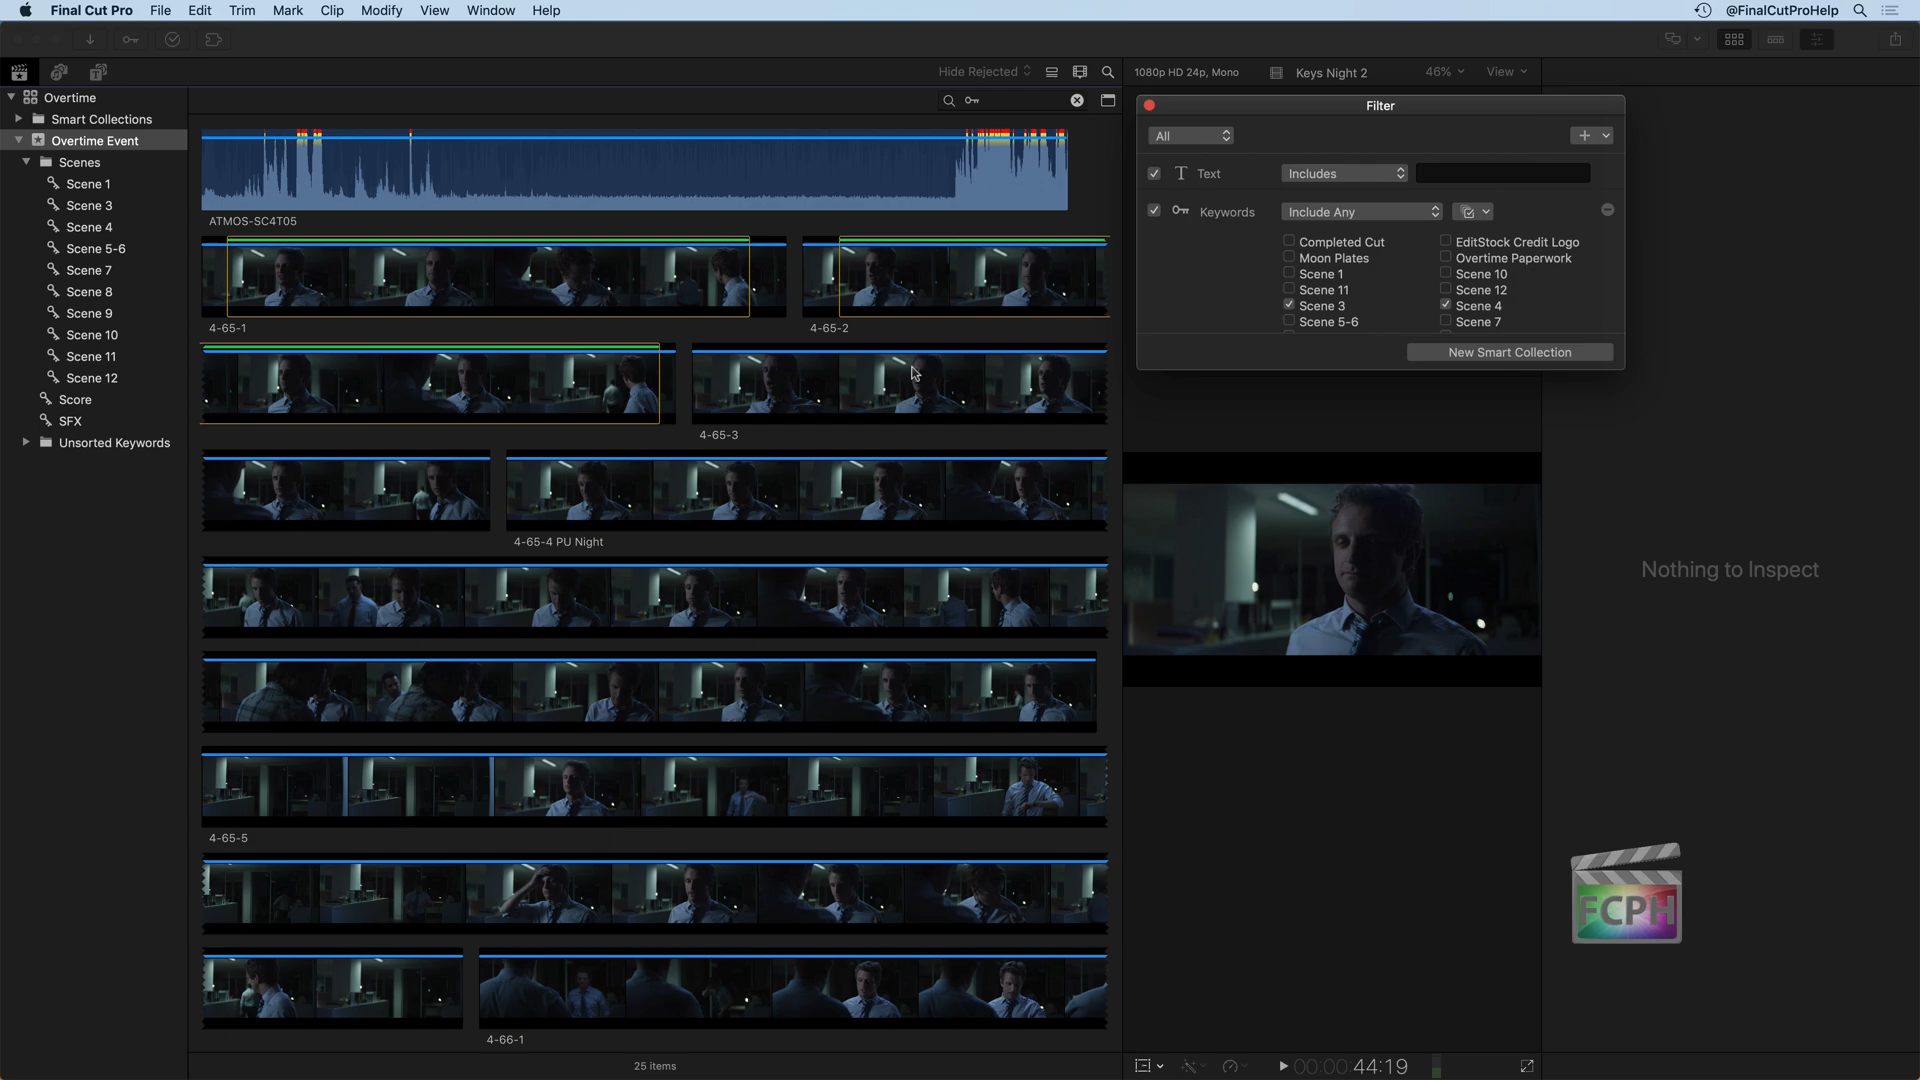 Final Cut Pro File Edit Trim Mark Clip Modify View Window Help @FinalCutProHelp
Hide Rejected
1080p HD 24p, Mono Keys Night 2 46% View
Overtime
Smart Collections
Overtime Event
Scenes
Scene 1
Scene 3
Scene 4
Scene 5-6
Scene 7
Scene 8
Scene 9
Scene 10
Scene 11
Scene 12
Score
SFX
Unsorted Keywords
ATMOS-SC4T05
4-65-1
4-65-2
4-65-3
4-65-4 PU Night
4-65-5
4-66-1
25 items
Filter
All
Text Includes
Keywords Include Any
Completed Cut EditStock Credit Logo
Moon Plates Overtime Paperwork
Scene 1 Scene 10
Scene 11 Scene 12
Scene 3 Scene 4
Scene 5-6 Scene 7
New Smart Collection
Nothing to Inspect
FCPH
00:00:44:19